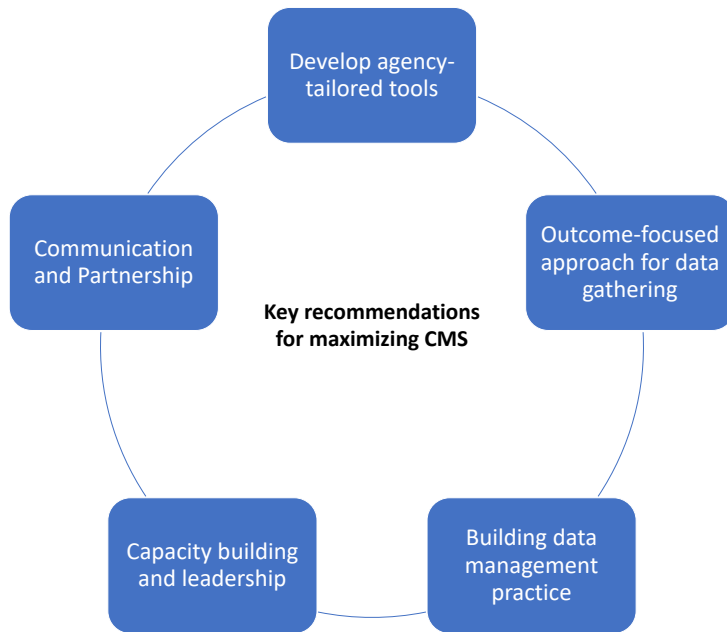 Develop agency-
tailored tools
Outcome-focused
approach for data
gathering
Building data
management
practice
Capacity building
and leadership
Communication
and Partnership
Key recommendations
for maximizing CMS